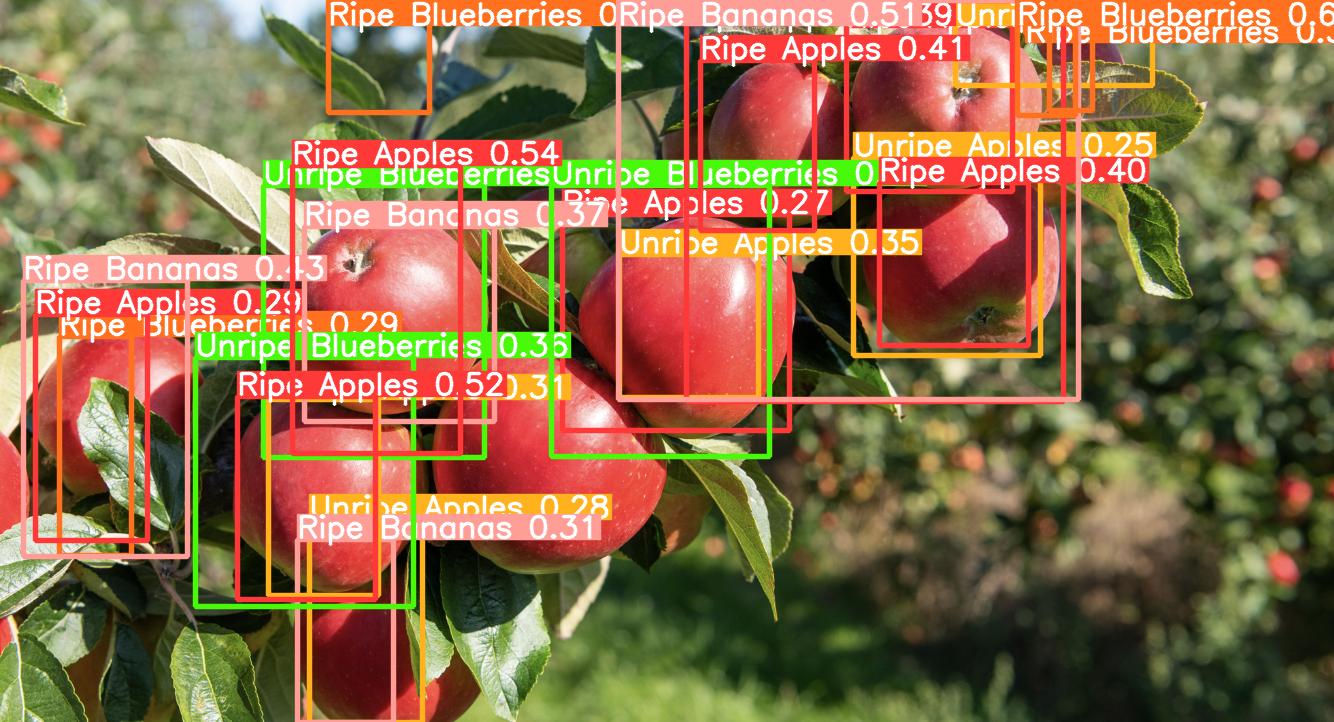 Ripe Blueberries 0
Ripe Bananas 0.51
39
Unri
Ripe Blueberries 0.6
Ripe Blueberries 0.3
Ripe Apples 0.41
Unripe Apples 0.25
Ripe Apples 0.54
Unripe Blueberries
Unripe Blueberries 0
Ripe Apples 0.40
Ripe Apples 0.27
Ripe Bananas 0.37
Unripe Apples 0.35
Ripe Bananas 0.43
Ripe Apples 0.29
Ripe Blueberries 0.29
Unripe Blueberries 0.36
Ripe Apples 0.52
0.31
Unripe Apples 0.28
Ripe Bananas 0.31